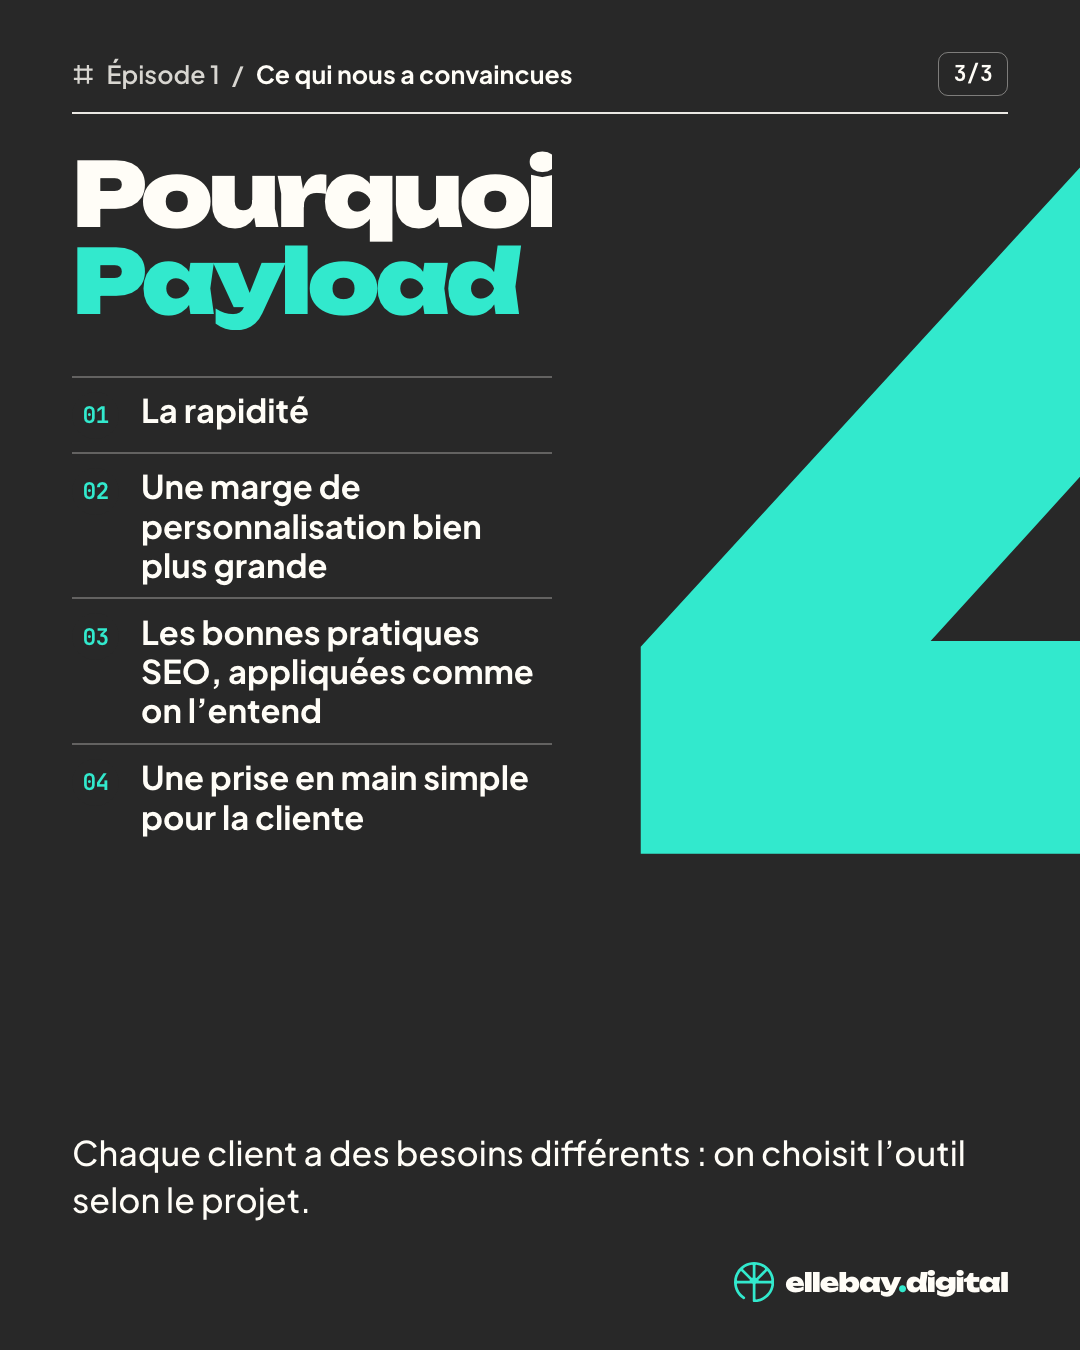 # Épisode 1 / Ce qui nous a convaincues
3/3
Pourquoi
Payload
01 La rapidité
02 Une marge de
personnalisation bien
plus grande
03 Les bonnes pratiques
SEO, appliquées comme
on l’entend
04 Une prise en main simple
pour la cliente
4
Chaque client a des besoins différents : on choisit l’outil
selon le projet.
ellebay.digital